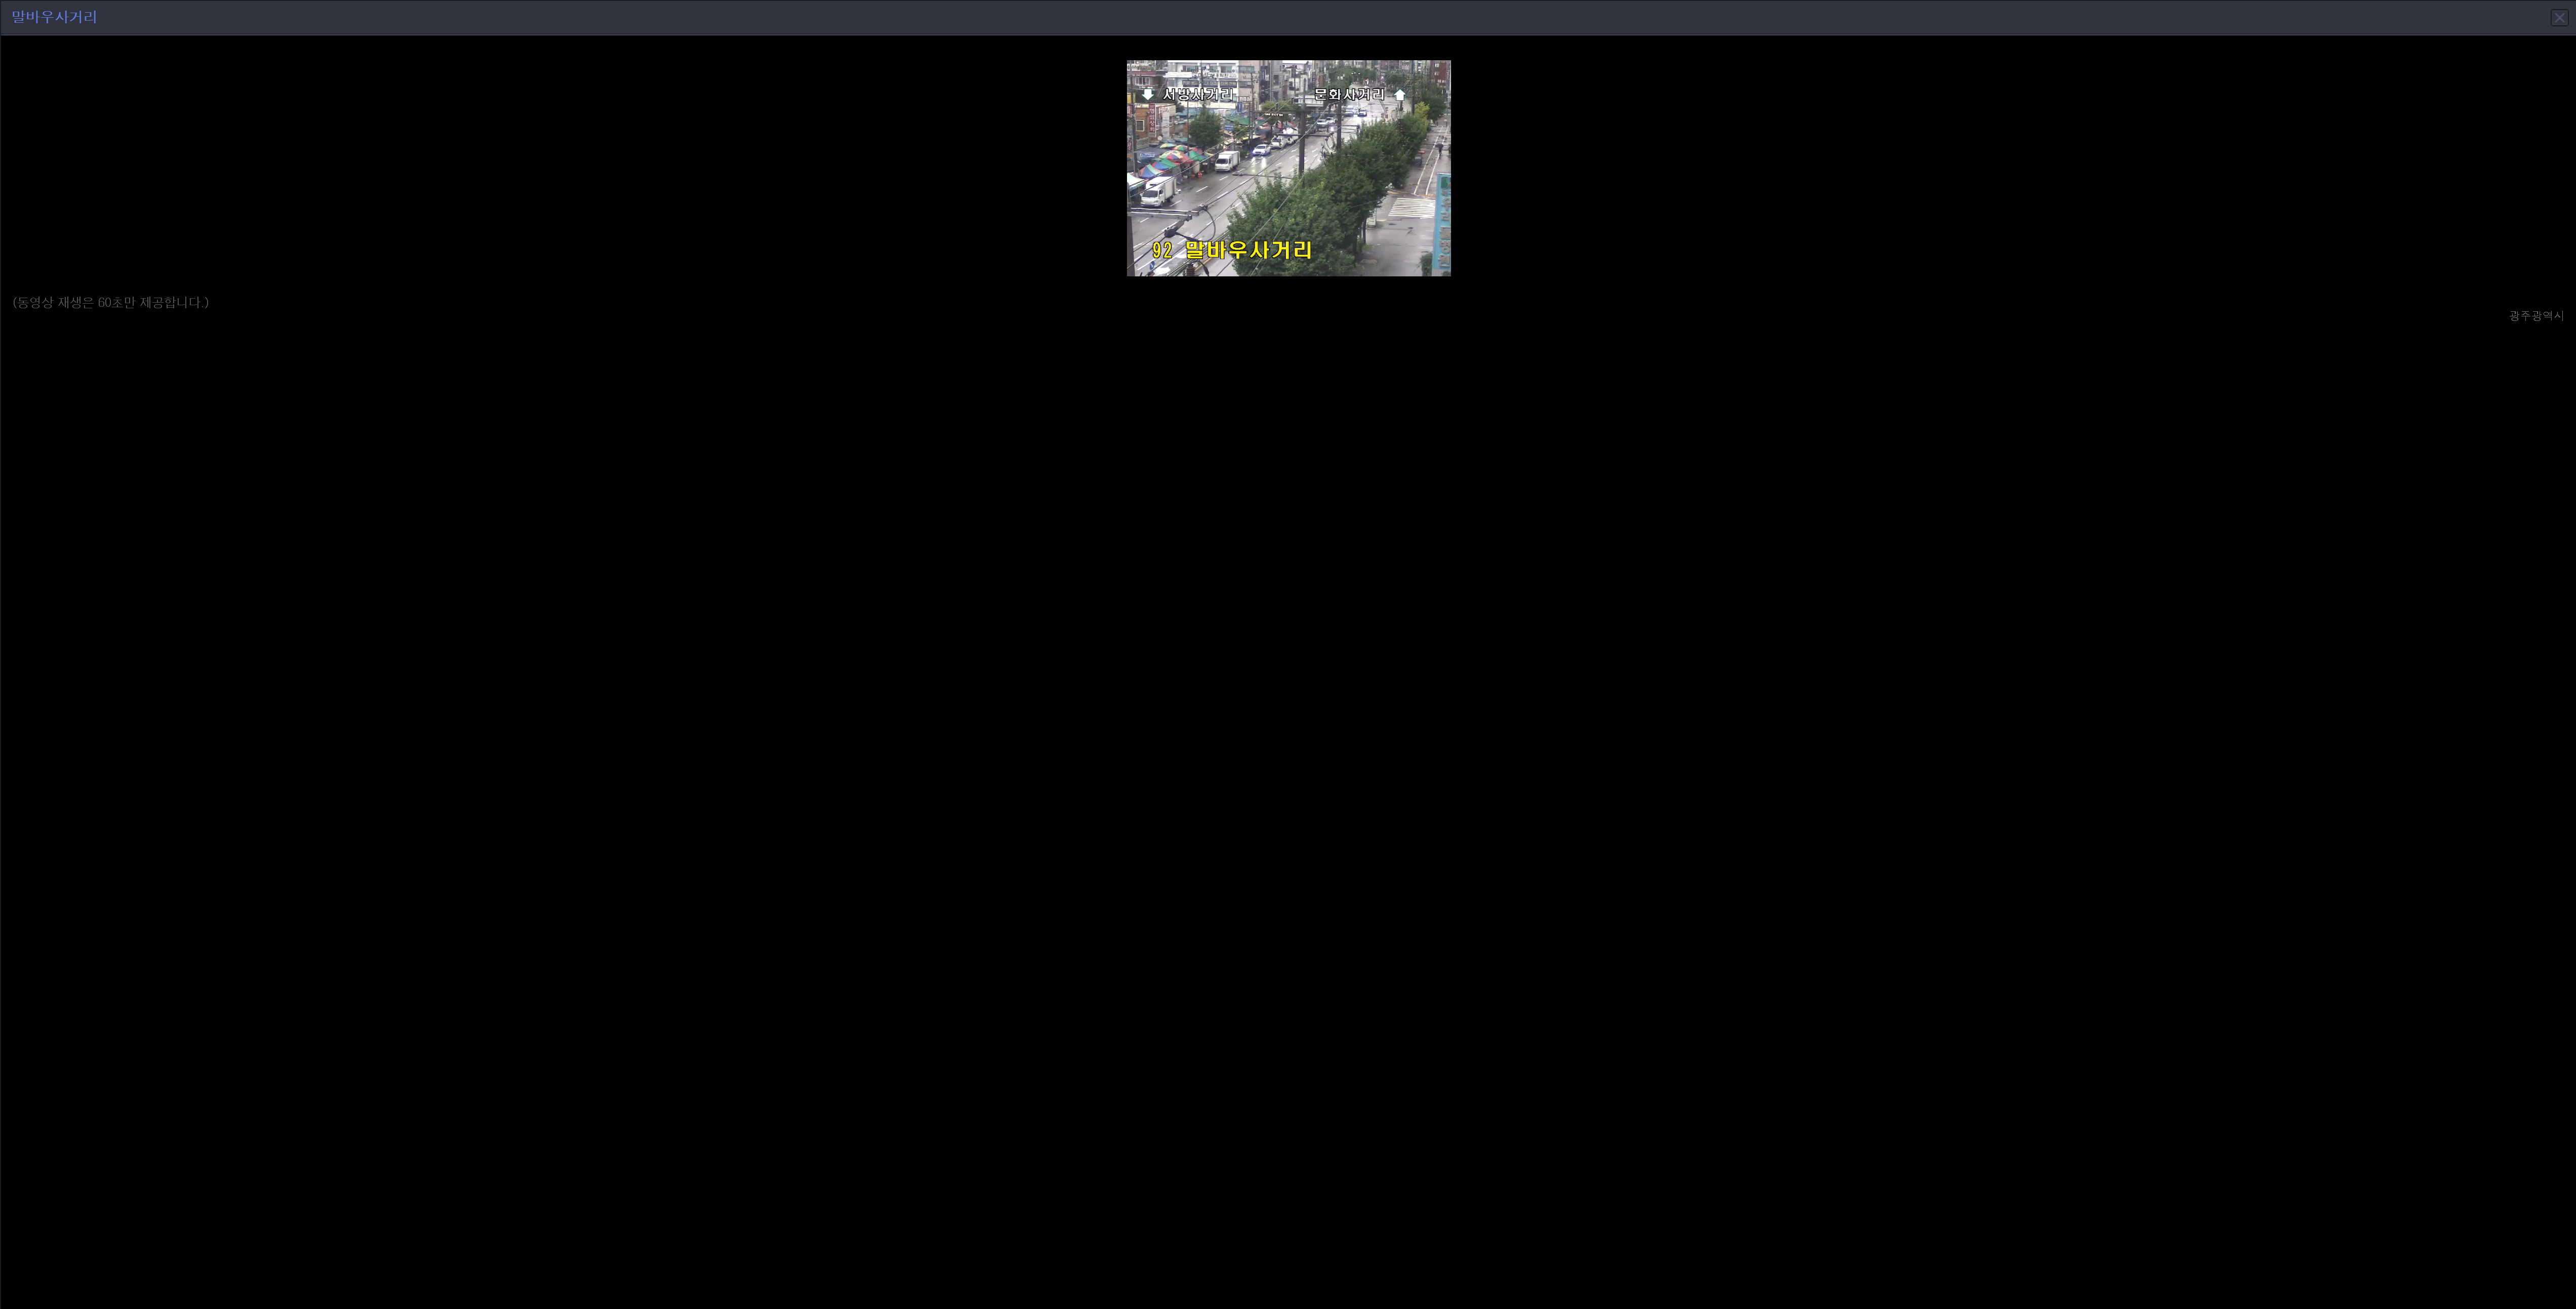 말바우사거리
서방사거리
문화사거리
92 말바우사거리
(동영상 재생은 60초만 제공합니다.)
광주광역시